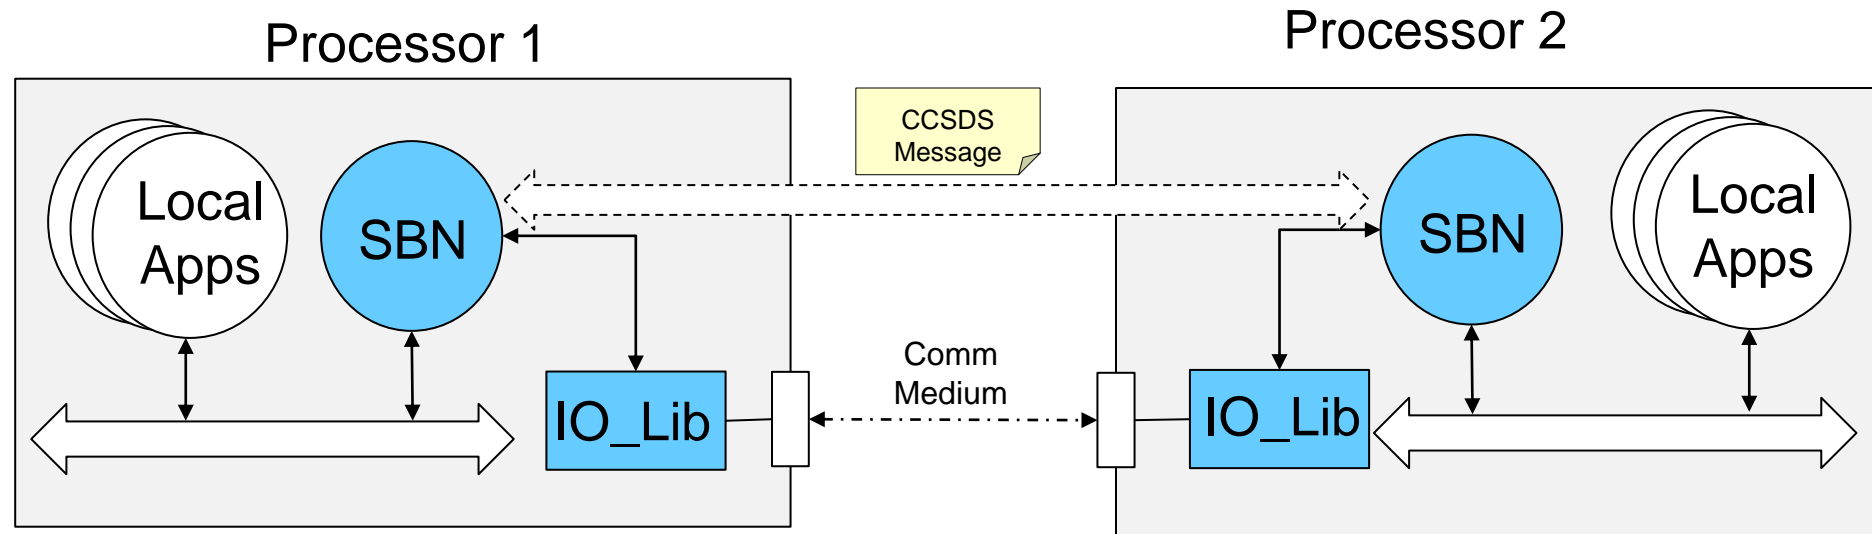 Processor 1
Processor 2
CCSDS
Message
Local
Apps
SBN
SBN
Local
Apps
Comm
Medium
IO_Lib
IO_Lib